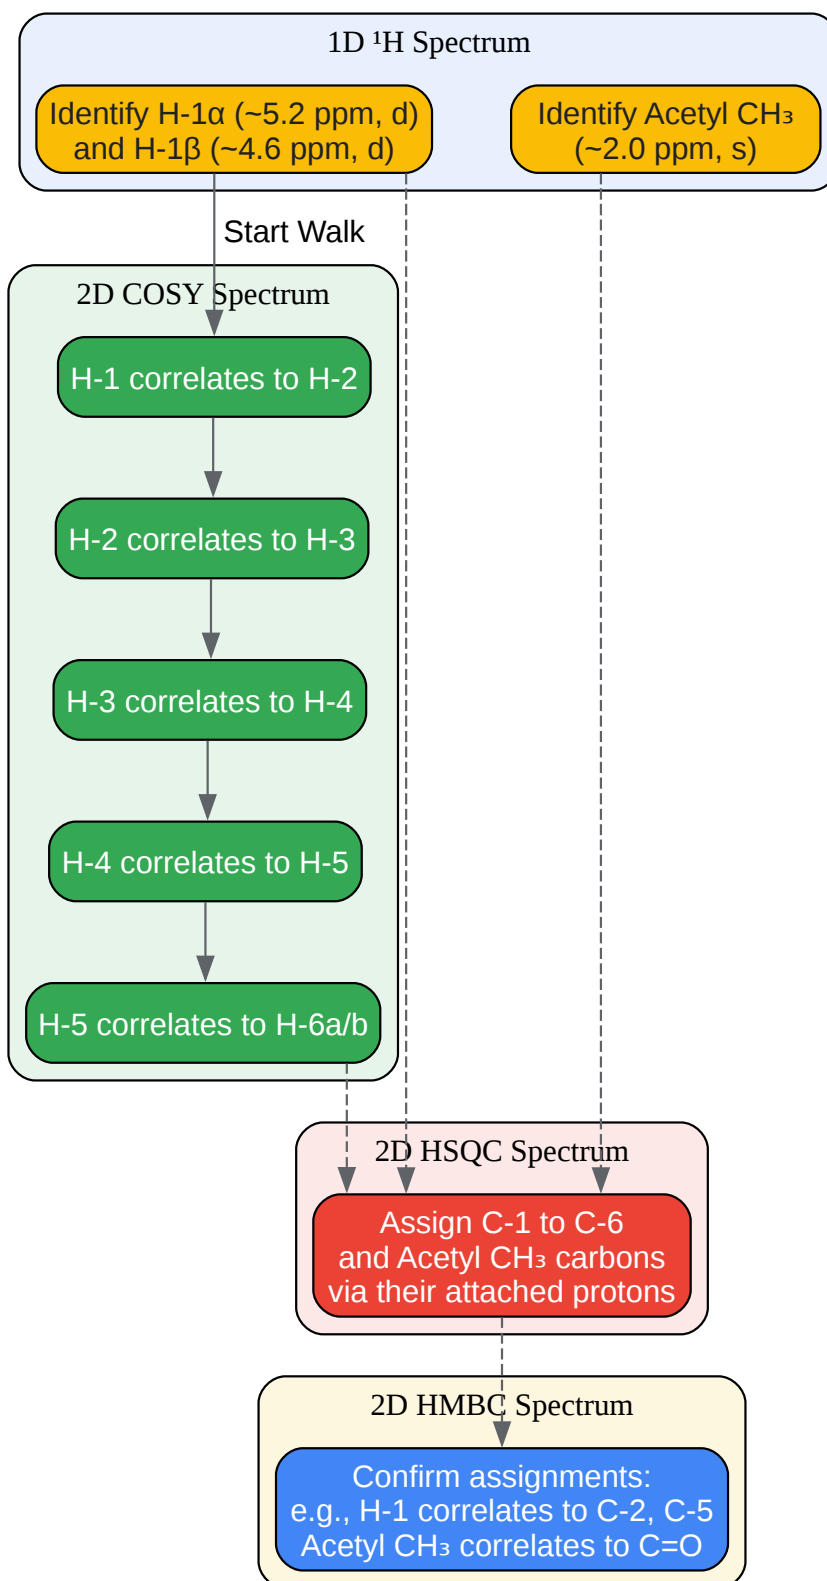 1D ¹H Spectrum
Identify H-1α (~5.2 ppm, d)
and H-1β (~4.6 ppm, d)
Identify Acetyl CH₃
(~2.0 ppm, s)
Start Walk
2D COSY Spectrum
H-1 correlates to H-2
H-2 correlates to H-3
H-3 correlates to H-4
H-4 correlates to H-5
H-5 correlates to H-6a/b
2D HSQC Spectrum
Assign C-1 to C-6
and Acetyl CH₃ carbons
via their attached protons
2D HMBC Spectrum
Confirm assignments:
e.g., H-1 correlates to C-2, C-5
Acetyl CH₃ correlates to C=O